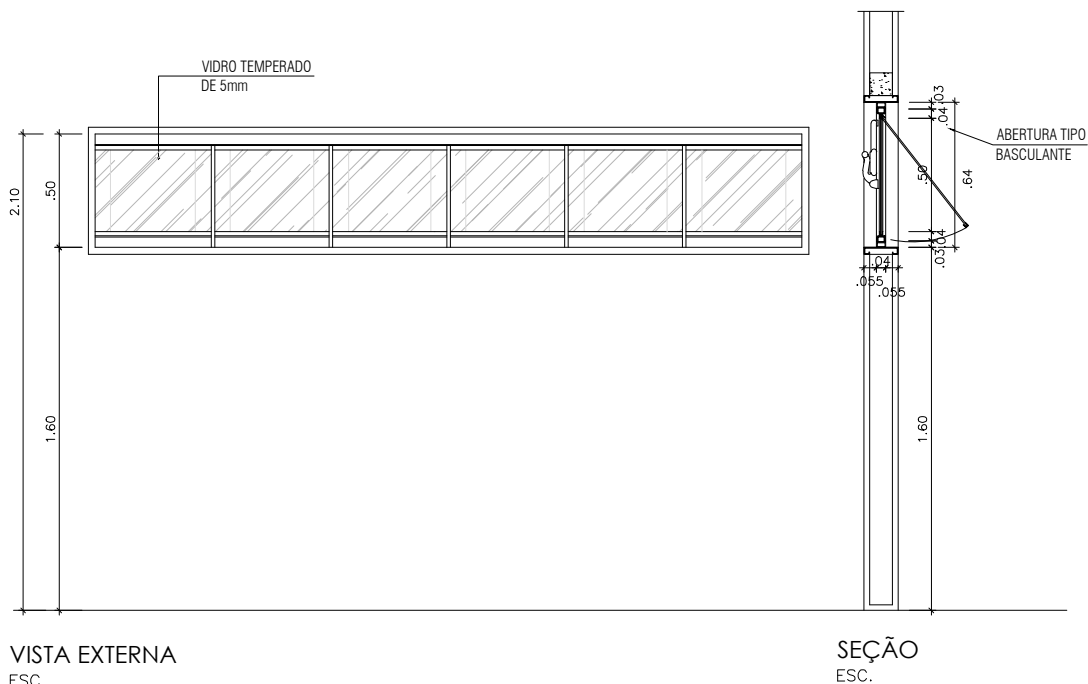 VIDRO TEMPERADO
DE 5mm
2.10
.50
1.60
VISTA EXTERNA
ESC.
.03
.04
ABERTURA TIPO
BASCULANTE
.50
.64
.04
.03
.04
.055
.055
1.60
SEÇÃO
ESC.